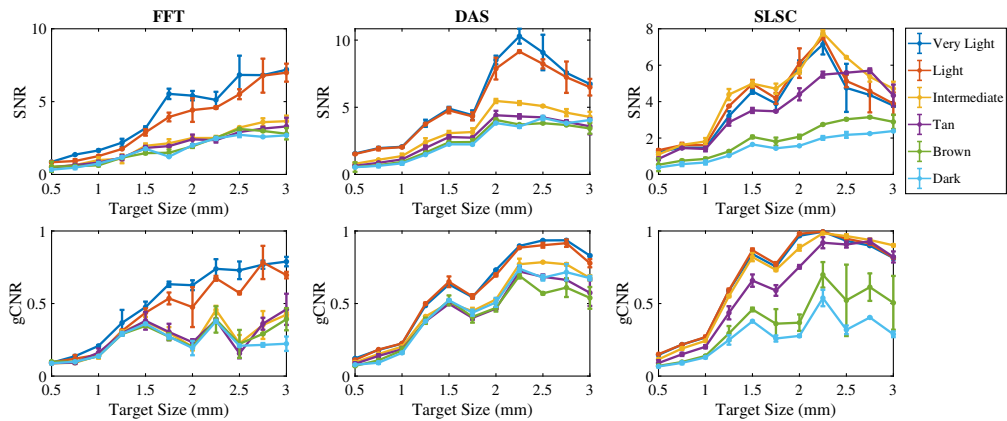 FFT
DAS
SLSC
SNR
10
5
0
0.5 1 1.5 2 2.5 3
Target Size (mm)
SNR
10
5
0
0.5 1 1.5 2 2.5 3
Target Size (mm)
SNR
8
6
4
2
0
0.5 1 1.5 2 2.5 3
Target Size (mm)
Very Light
Light
Intermediate
Tan
Brown
Dark
gCNR
1
0.5
0
0.5 1 1.5 2 2.5 3
Target Size (mm)
gCNR
1
0.5
0
0.5 1 1.5 2 2.5 3
Target Size (mm)
gCNR
1
0.5
0
0.5 1 1.5 2 2.5 3
Target Size (mm)